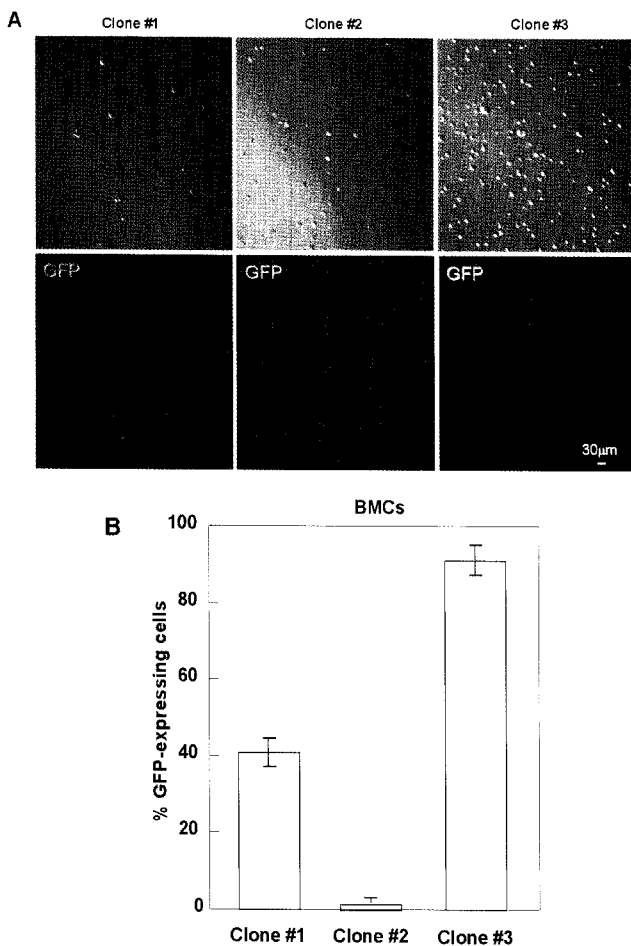 A
Clone #1
Clone #2
Clone #3
GFP
GFP
GFP
30μm
B
BMCs
100
80
60
40
20
0
% GFP-expressing cells
Clone #1
Clone #2
Clone #3